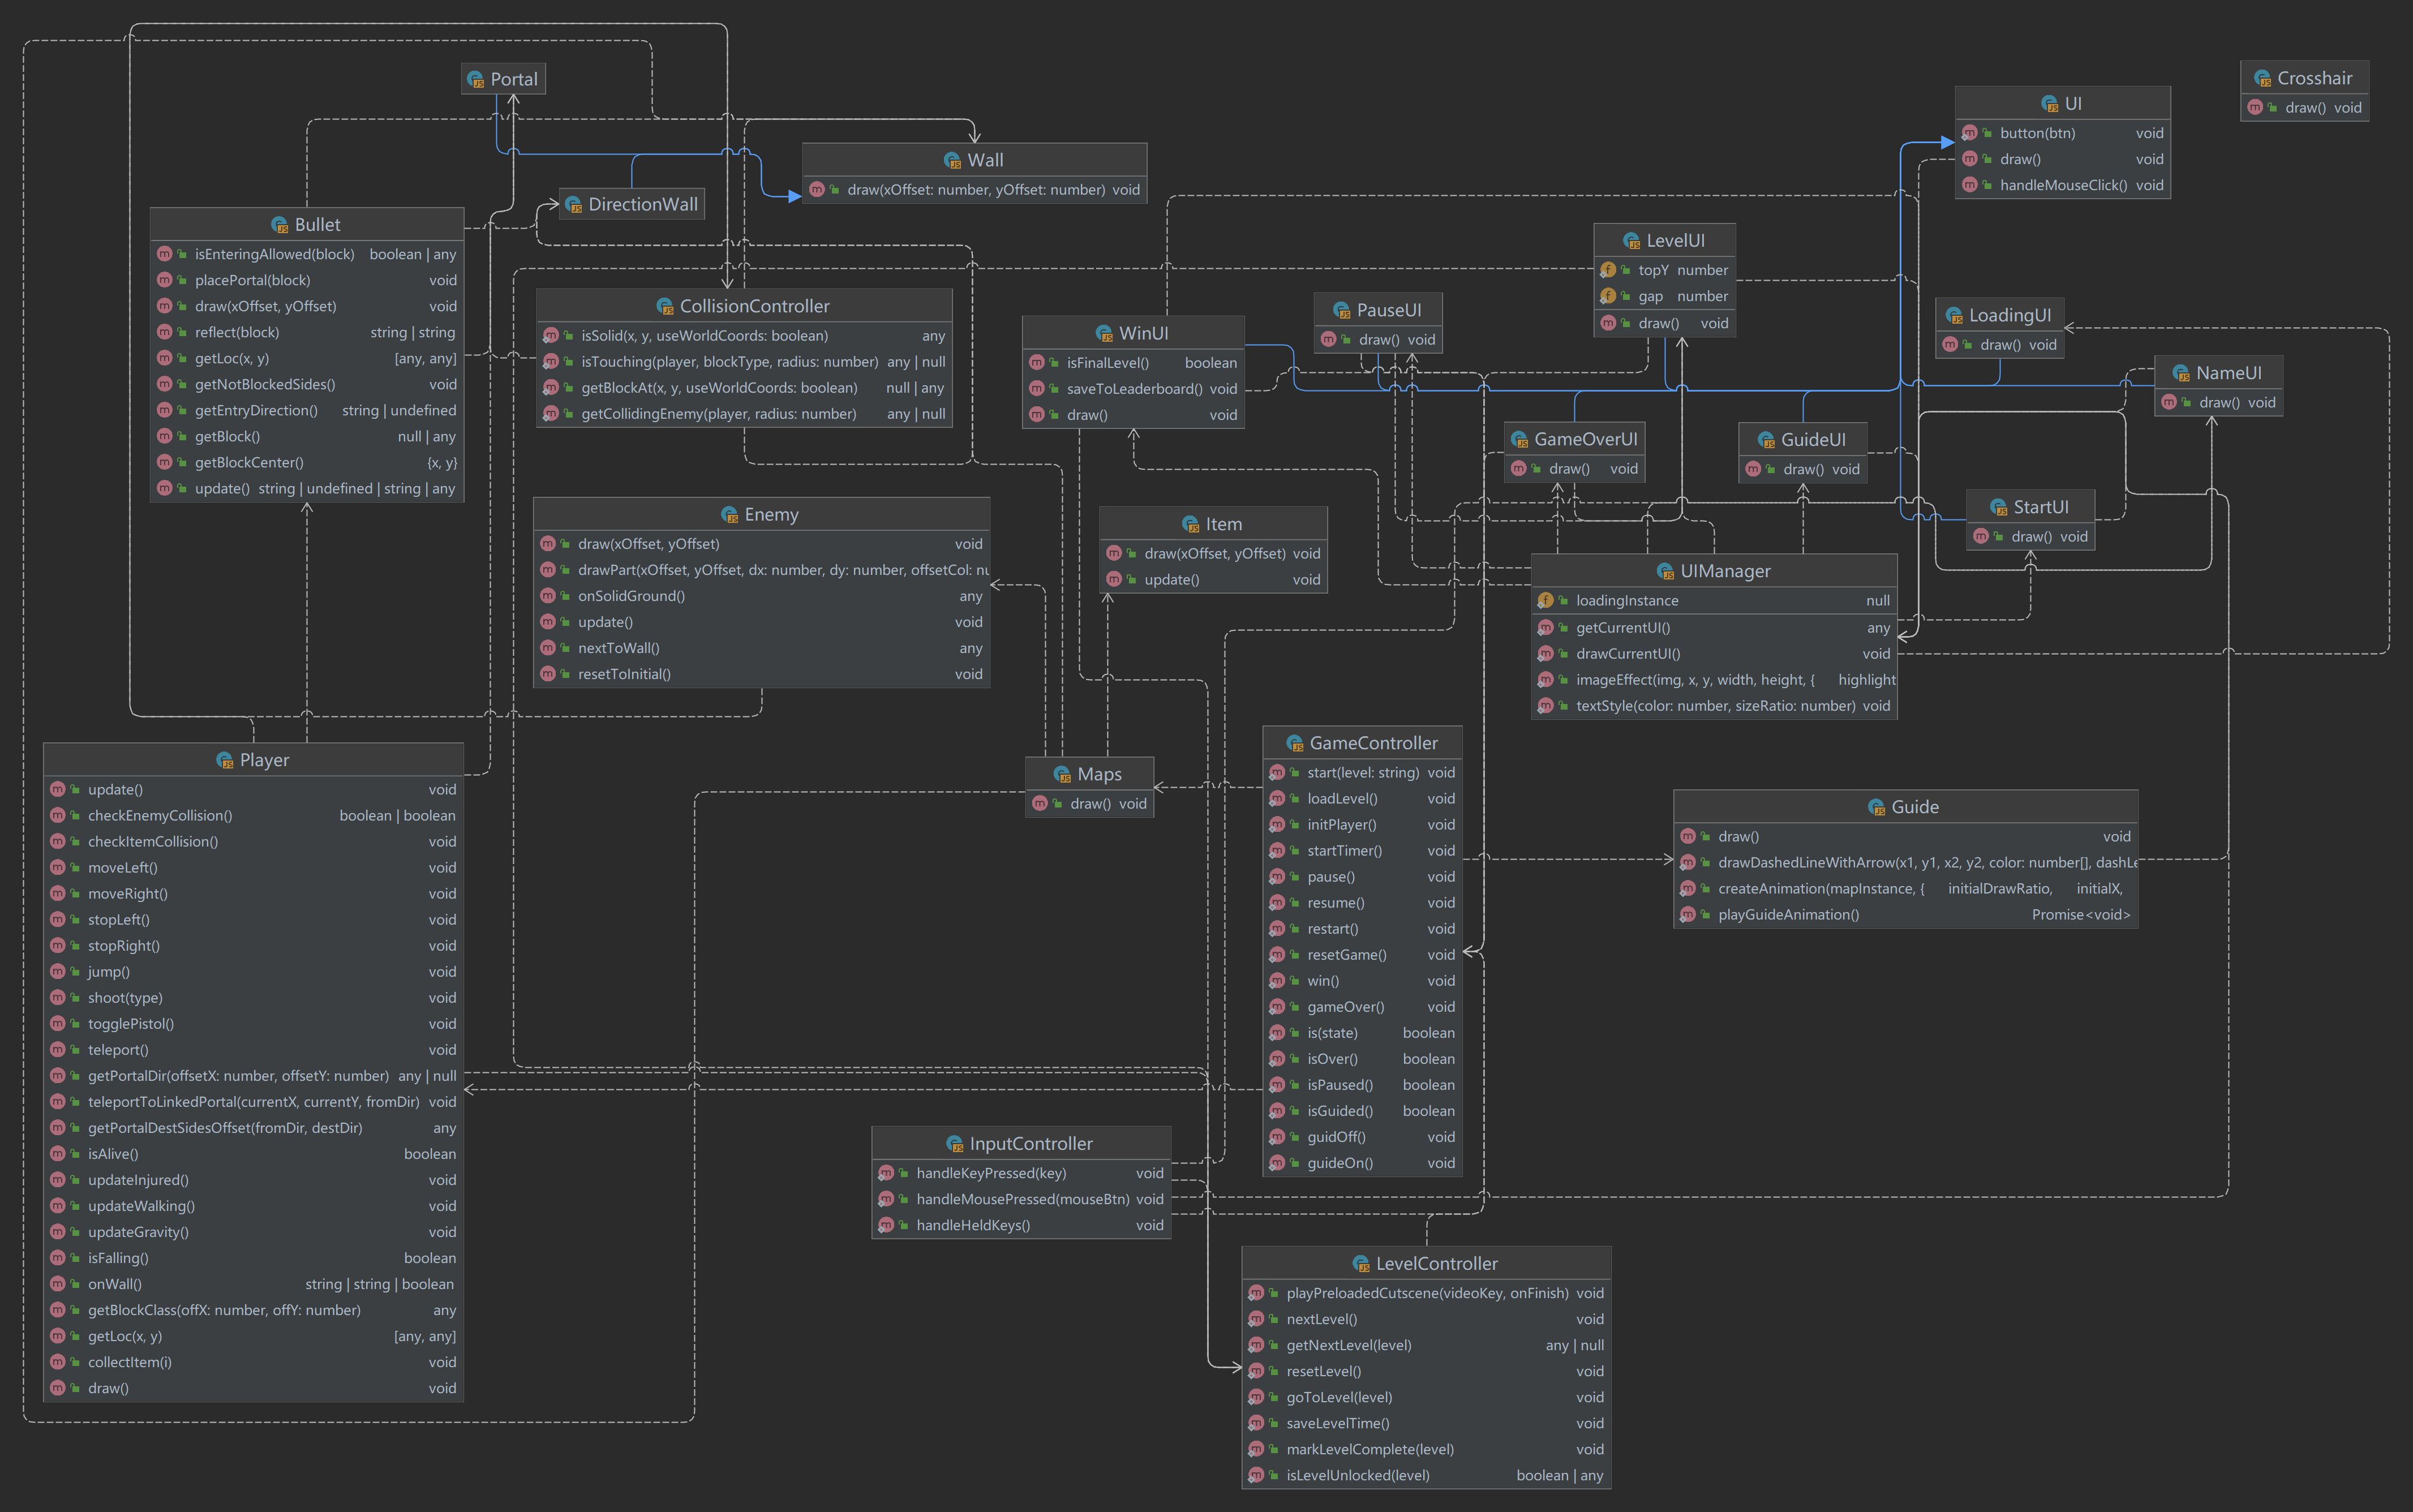 Portal
Wall
draw(xOffset: number, yOffset: number) void
DirectionWall
Crosshair
draw() void
UI
button(btn) void
draw() void
handleMouseClick() void
Bullet
isEnteringAllowed(block) boolean | any
placePortal(block) void
draw(xOffset, yOffset) void
reflect(block) string | string
getLoc(x, y) [any, any]
getNotBlockedSides() void
getEntryDirection() string | undefined
getBlock() null | any
getBlockCenter() {x, y}
update() string | undefined | string | any
CollisionController
isSolid(x, y, useWorldCoords: boolean) any
isTouching(player, blockType, radius: number) any | null
getBlockAt(x, y, useWorldCoords: boolean) null | any
getCollidingEnemy(player, radius: number) any | null
WinUI
isFinalLevel() boolean
saveToLeaderboard() void
draw() void
PauseUI
draw() void
LevelUI
topY number
gap number
draw() void
LoadingUI
draw() void
NameUI
draw() void
GameOverUI
draw() void
GuideUI
draw() void
StartUI
draw() void
Enemy
draw(xOffset, yOffset) void
drawPart(xOffset, yOffset, dx: number, dy: number, offsetCol: nu
onSolidGround() any
update() void
nextToWall() any
resetToInitial() void
Item
draw(xOffset, yOffset) void
update() void
UIManager
loadingInstance null
getCurrentUI() any
drawCurrentUI() void
imageEffect(img, x, y, width, height, { highlight
textStyle(color: number, sizeRatio: number) void
Player
update() void
checkEnemyCollision() boolean | boolean
checkItemCollision() void
moveLeft() void
moveRight() void
stopLeft() void
stopRight() void
jump() void
shoot(type) void
togglePistol() void
teleport() void
getPortalDir(offsetX: number, offsetY: number) any | null
teleportToLinkedPortal(currentX, currentY, fromDir) void
getPortalDestSidesOffset(fromDir, destDir) any
isAlive() boolean
updateInjured() void
updateWalking() void
updateGravity() void
isFalling() boolean
onWall() string | string | boolean
getBlockClass(offX: number, offY: number) any
getLoc(x, y) [any, any]
collectItem(i) void
draw() void
Maps
draw() void
GameController
start(level: string) void
loadLevel() void
initPlayer() void
startTimer() void
pause() void
resume() void
restart() void
resetGame() void
win() void
gameOver() void
is(state) boolean
isOver() boolean
isPaused() boolean
isGuided() boolean
guidOff() void
guideOn() void
Guide
draw() void
drawDashedLineWithArrow(x1, y1, x2, y2, color: number[], dashLe
createAnimation(mapInstance, { initialDrawRatio, initialX,
playGuideAnimation() Promise<void>
InputController
handleKeyPressed(key) void
handleMousePressed(mouseBtn) void
handleHeldKeys() void
LevelController
playPreloadedCutscene(videoKey, onFinish) void
nextLevel() void
getNextLevel(level) any | null
resetLevel() void
goToLevel(level) void
saveLevelTime() void
markLevelComplete(level) void
isLevelUnlocked(level) boolean | any